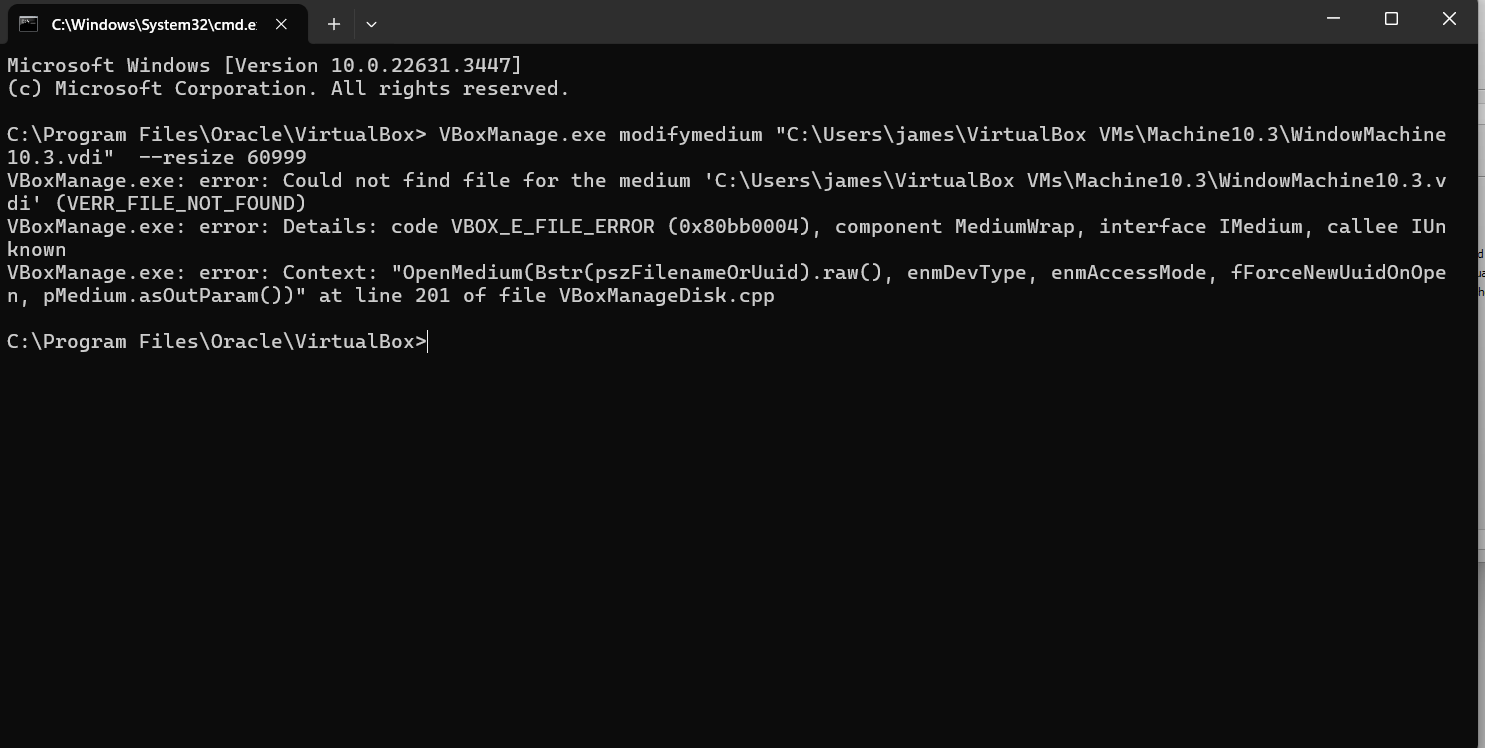 C:\Windows\System32\cmd.e
Microsoft Windows [Version 10.0.22631.3447]
(c) Microsoft Corporation. All rights reserved.
C:\Program Files\Oracle\VirtualBox> VBoxManage.exe modifymedium "C:\Users\james\VirtualBox VMs\Machine10.3\WindowMachine
10.3.vdi"  --resize 60999
VBoxManage.exe: error: Could not find file for the medium 'C:\Users\james\VirtualBox VMs\Machine10.3\WindowMachine10.3.v
di' (VERR_FILE_NOT_FOUND)
VBoxManage.exe: error: Details: code VBOX_E_FILE_ERROR (0x80bb0004), component MediumWrap, interface IMedium, callee IUn
known
VBoxManage.exe: error: Context: "OpenMedium(Bstr(pszFilenameOrUuid).raw(), enmDevType, enmAccessMode, fForceNewUuidOnOpe
n, pMedium.asOutParam())" at line 201 of file VBoxManageDisk.cpp
C:\Program Files\Oracle\VirtualBox>